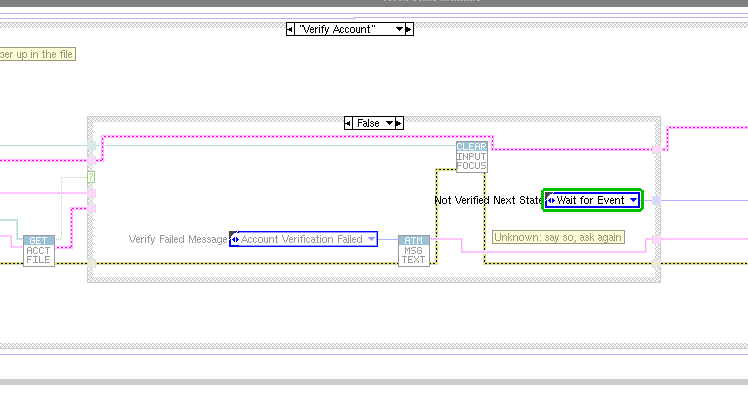 "Verify Account"
per up in the file
False
CLEAR
INPUT
FOCUS
Not Verified Next State
Wait for Event
?
Verify Failed Message
Account Verification Failed
Unknown: say so, ask again
GET
ACCT
FILE
ATM
MSG
TEXT